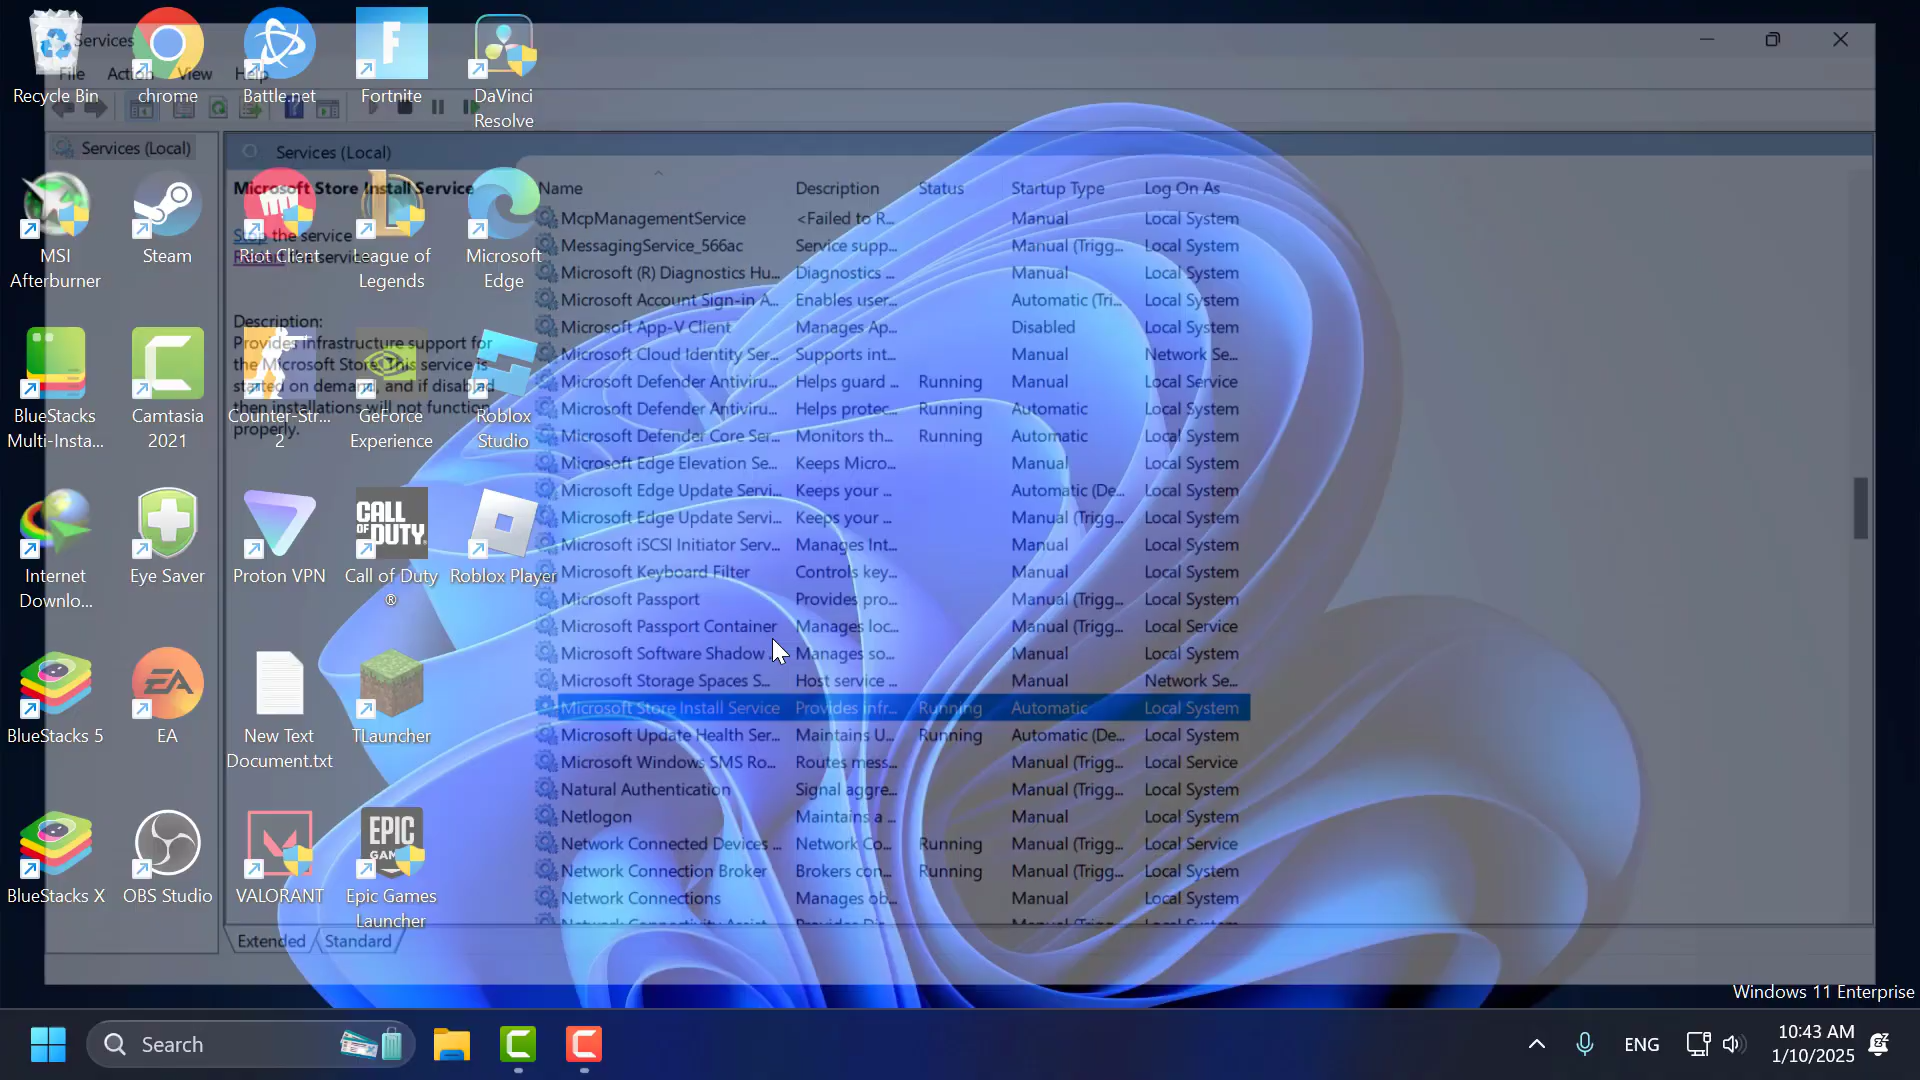 Services
File Action View Help
Services (Local)
Services (Local)
Microsoft Store Install Service
Stop the service
the service
Description:
Provides infrastructure support for
the Microsoft Store. This service is
started on demand, and if disabled
then installations will not function
properly.
Name Description Status Startup Type Log On As
McpManagementService <Failed to R... Manual Local System
MessagingService_566ac Service supp... Manual (Trigg... Local System
Microsoft (R) Diagnostics Hu... Diagnostics ... Manual Local System
Microsoft Account Sign-in A... Enables user... Automatic (Tri... Local System
Microsoft App-V Client Manages Ap... Disabled Local System
Microsoft Cloud Identity Ser... Supports int... Manual Network Se...
Microsoft Defender Antiviru... Helps guard ... Running Manual Local Service
Microsoft Defender Antiviru... Helps protec... Running Automatic Local System
Microsoft Defender Core Ser... Monitors th... Running Automatic Local System
Microsoft Edge Elevation Se... Keeps Micro... Manual Local System
Microsoft Edge Update Servi... Keeps your ... Automatic (De... Local System
Microsoft Edge Update Servi... Keeps your ... Manual (Trigg... Local System
Microsoft iSCSI Initiator Serv... Manages Int... Manual Local System
Microsoft Keyboard Filter Controls key... Manual Local System
Microsoft Passport Provides pro... Manual (Trigg... Local System
Microsoft Passport Container Manages loc... Manual (Trigg... Local Service
Microsoft Software Shadow ... Manages so... Manual Local System
Microsoft Storage Spaces S... Host service ... Manual Network Se...
Microsoft Store Install Service Provides infr... Running Automatic Local System
Microsoft Update Health Ser... Maintains U... Running Automatic (De... Local System
Microsoft Windows SMS Ro... Routes mess... Manual (Trigg... Local Service
Natural Authentication Signal aggre... Manual (Trigg... Local System
Netlogon Maintains a ... Manual Local System
Network Connected Devices ... Network Co... Running Manual (Trigg... Local Service
Network Connection Broker Brokers con... Running Manual (Trigg... Local System
Network Connections Manages ob... Manual Local System
Network Connectivity Assist... Provides Dir... Manual (Trigg... Local System
Extended Standard
Recycle Bin
chrome
Battle.net
Fortnite
DaVinci
Resolve
MSI
Afterburner
Steam
Riot Client
League of
Legends
Microsoft
Edge
BlueStacks
Multi-Insta...
Camtasia
2021
Counter-Str...
2
GeForce
Experience
Roblox
Studio
Internet
Downlo...
Eye Saver
Proton VPN
CALL
OF DUTY
Call of Duty
®
Roblox Player
BlueStacks 5
EA
EA
New Text
Document.txt
TLauncher
BlueStacks X
OBS Studio
VALORANT
EPIC
Epic Games
Launcher
Windows 11 Enterprise
Search
ENG
10:43 AM
1/10/2025